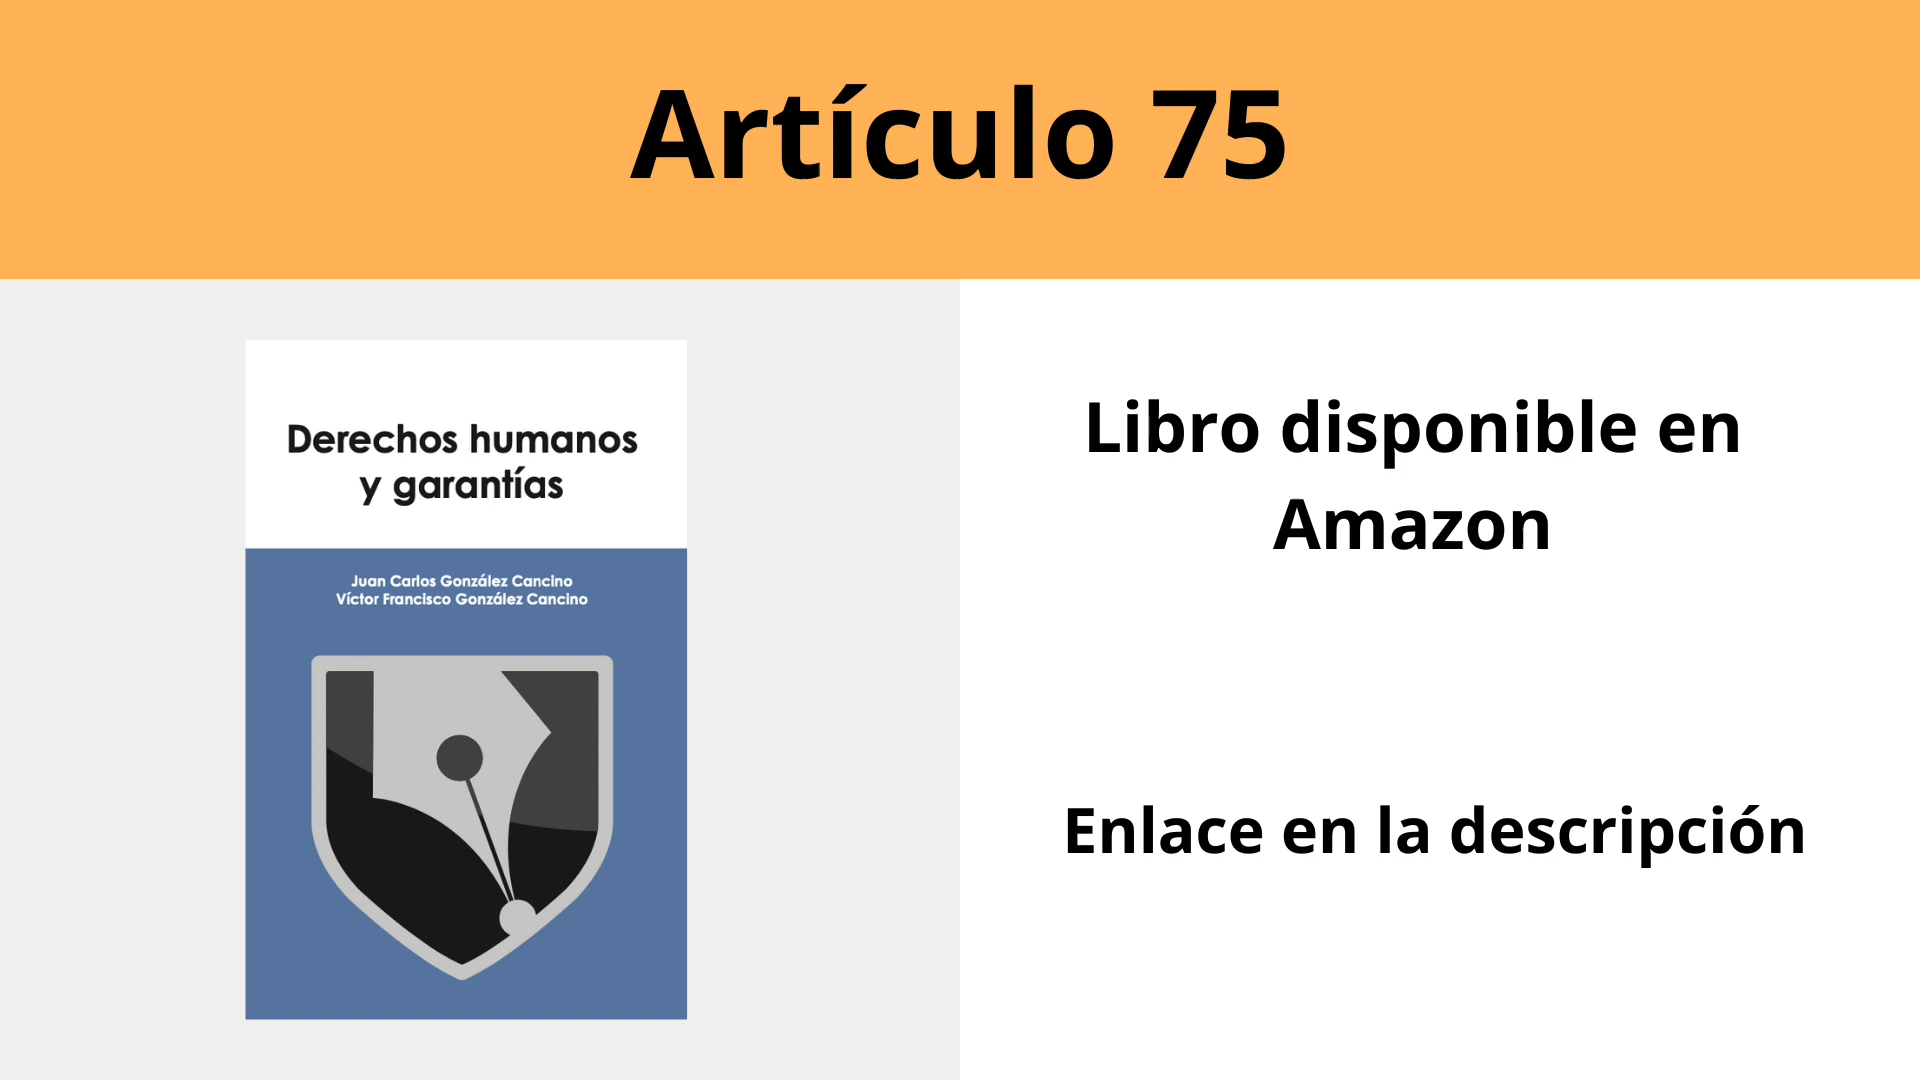 Artículo 75
Derechos humanos
y garantías
Juan Carlos González Cancino
Víctor Francisco González Cancino
Libro disponible en
Amazon
Enlace en la descripción